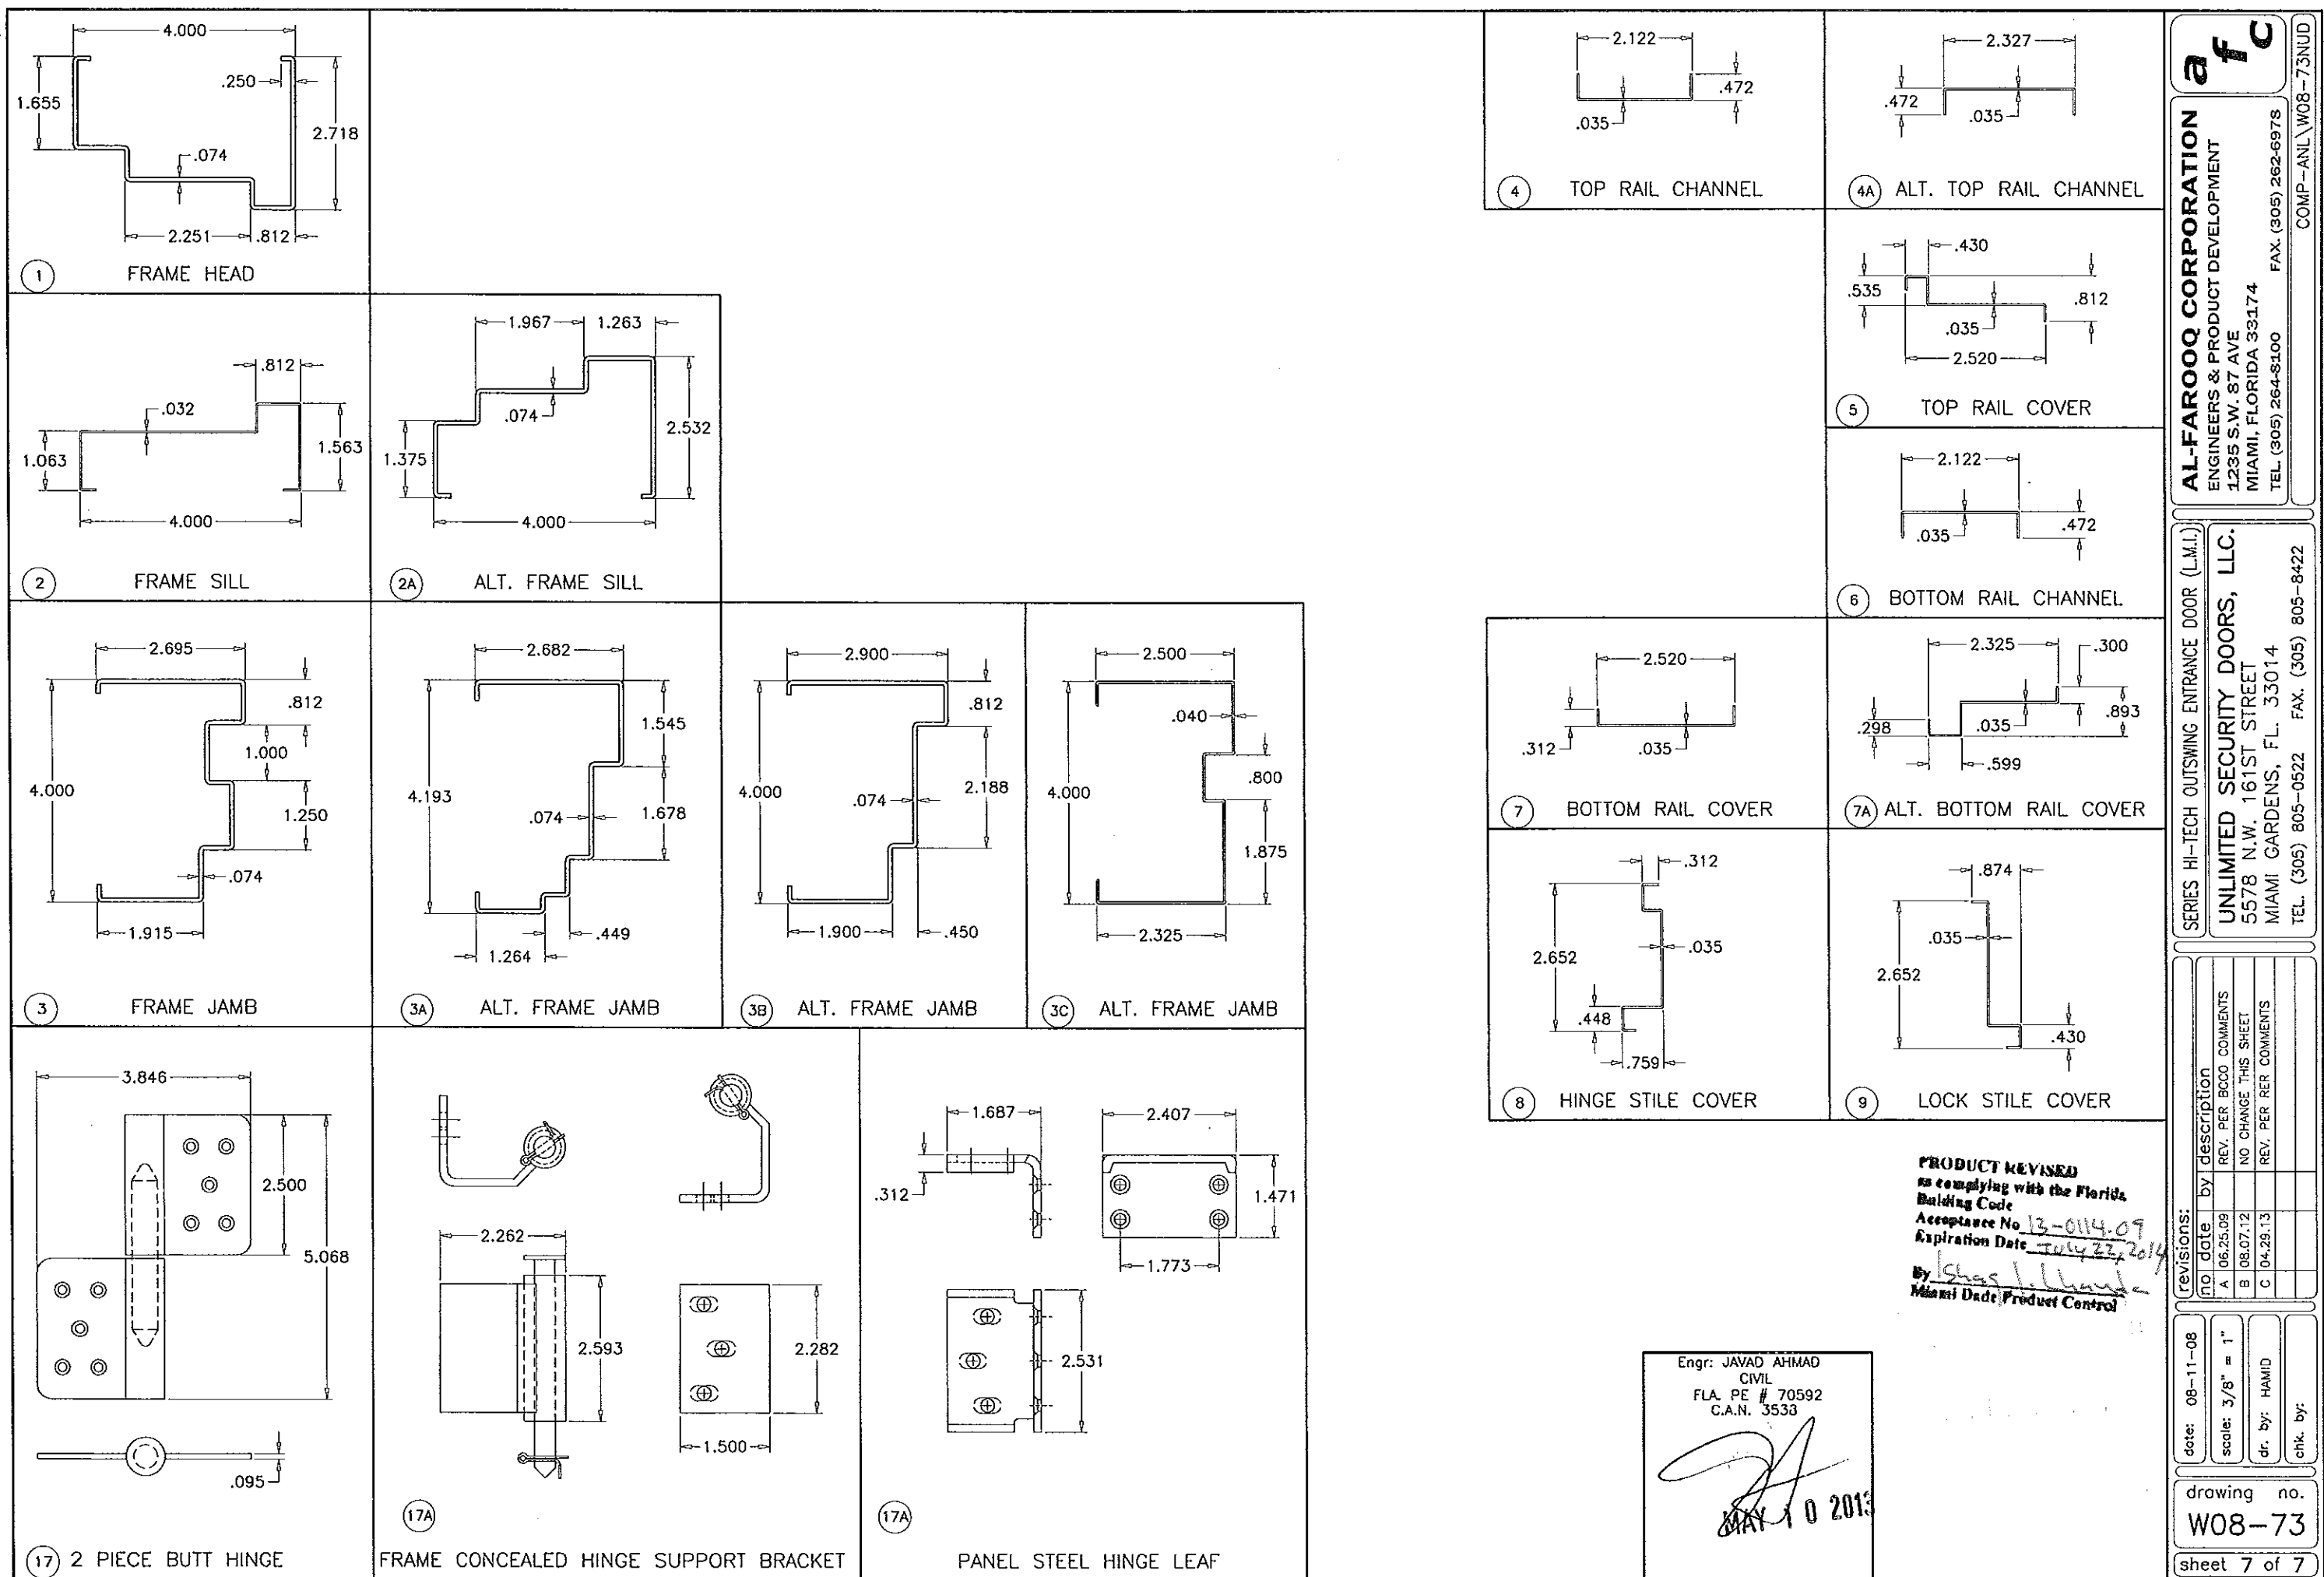 4.000
.250
1.655
2.718
.074
2.251
.812
1 FRAME HEAD
.812
.032
1.063
1.563
4.000
2 FRAME SILL
1.967
1.263
.074
2.532
1.375
4.000
2A ALT. FRAME SILL
2.695
.812
1.000
4.000
1.250
.074
1.915
3 FRAME JAMB
2.682
1.545
4.193
.074
1.678
.449
1.264
3A ALT. FRAME JAMB
2.900
.812
4.000
.074
2.188
1.900
.450
3B ALT. FRAME JAMB
2.500
.040
.800
4.000
1.875
2.325
3C ALT. FRAME JAMB
3.846
2.500
5.068
.095
17 2 PIECE BUTT HINGE
2.262
2.593
2.282
1.500
17A
FRAME CONCEALED HINGE SUPPORT BRACKET
1.687
2.407
.312
1.471
1.773
2.531
17A
PANEL STEEL HINGE LEAF
2.122
.472
.035
4 TOP RAIL CHANNEL
2.327
.472
.035
4A ALT. TOP RAIL CHANNEL
.430
.535
.812
.035
2.520
5 TOP RAIL COVER
2.122
.472
.035
6 BOTTOM RAIL CHANNEL
2.520
.312
.035
7 BOTTOM RAIL COVER
2.325
.300
.893
.298
.035
.599
7A ALT. BOTTOM RAIL COVER
.312
2.652
.035
.448
.759
8 HINGE STILE COVER
.874
.035
2.652
.430
9 LOCK STILE COVER
PRODUCT REVISED
as complying with the Florida
Building Code
Acceptance No 13-0114.09
Expiration Date July 22, 2014
By
Miami Dade Product Control
Engr: JAVAD AHMAD
CIVIL
FLA. PE # 70592
C.A.N. 3538
MAY 10 2013
afc
AL-FAROOQ CORPORATION
ENGINEERS & PRODUCT DEVELOPMENT
1235 S.W. 87 AVE
MIAMI, FLORIDA 33174
TEL. (305) 264-8100 FAX. (305) 262-6978
COMP-ANL\W08-73NUD
SERIES HI-TECH OUTSWING ENTRANCE DOOR (L.M.I.)
UNLIMITED SECURITY DOORS, LLC.
5578 N.W. 161ST STREET
MIAMI GARDENS, FL. 33014
TEL. (305) 805-0522 FAX. (305) 805-8422
revisions:
no date by description
A 06.25.09 REV. PER BCCO COMMENTS
B 08.07.12 NO CHANGE THIS SHEET
C 04.29.13 REV. PER RER COMMENTS
date: 08-11-08
scale: 3/8" = 1"
dr. by: HAMID
chk. by:
drawing no.
W08-73
sheet 7 of 7